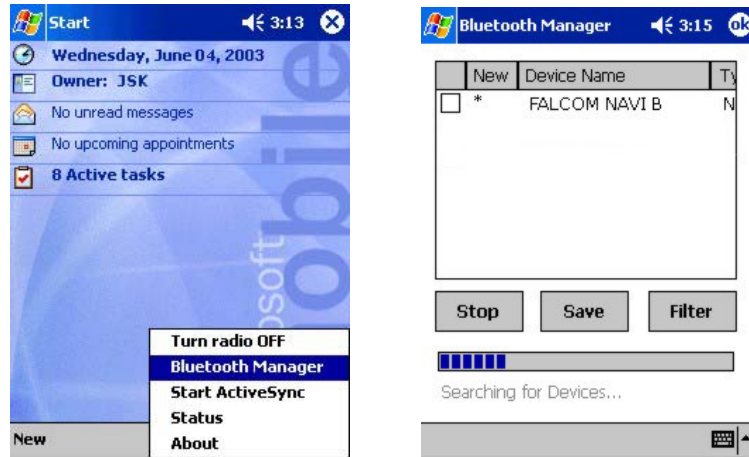 Start 3:13
Wednesday, June 04, 2003
Owner: JSK
No unread messages
No upcoming appointments
8 Active tasks
Turn radio OFF
Bluetooth Manager
Start ActiveSync
Status
About
New
Bluetooth Manager 3:15 ok
New Device Name Ty
* FALCOM NAVI B N
Stop Save Filter
Searching for Devices...